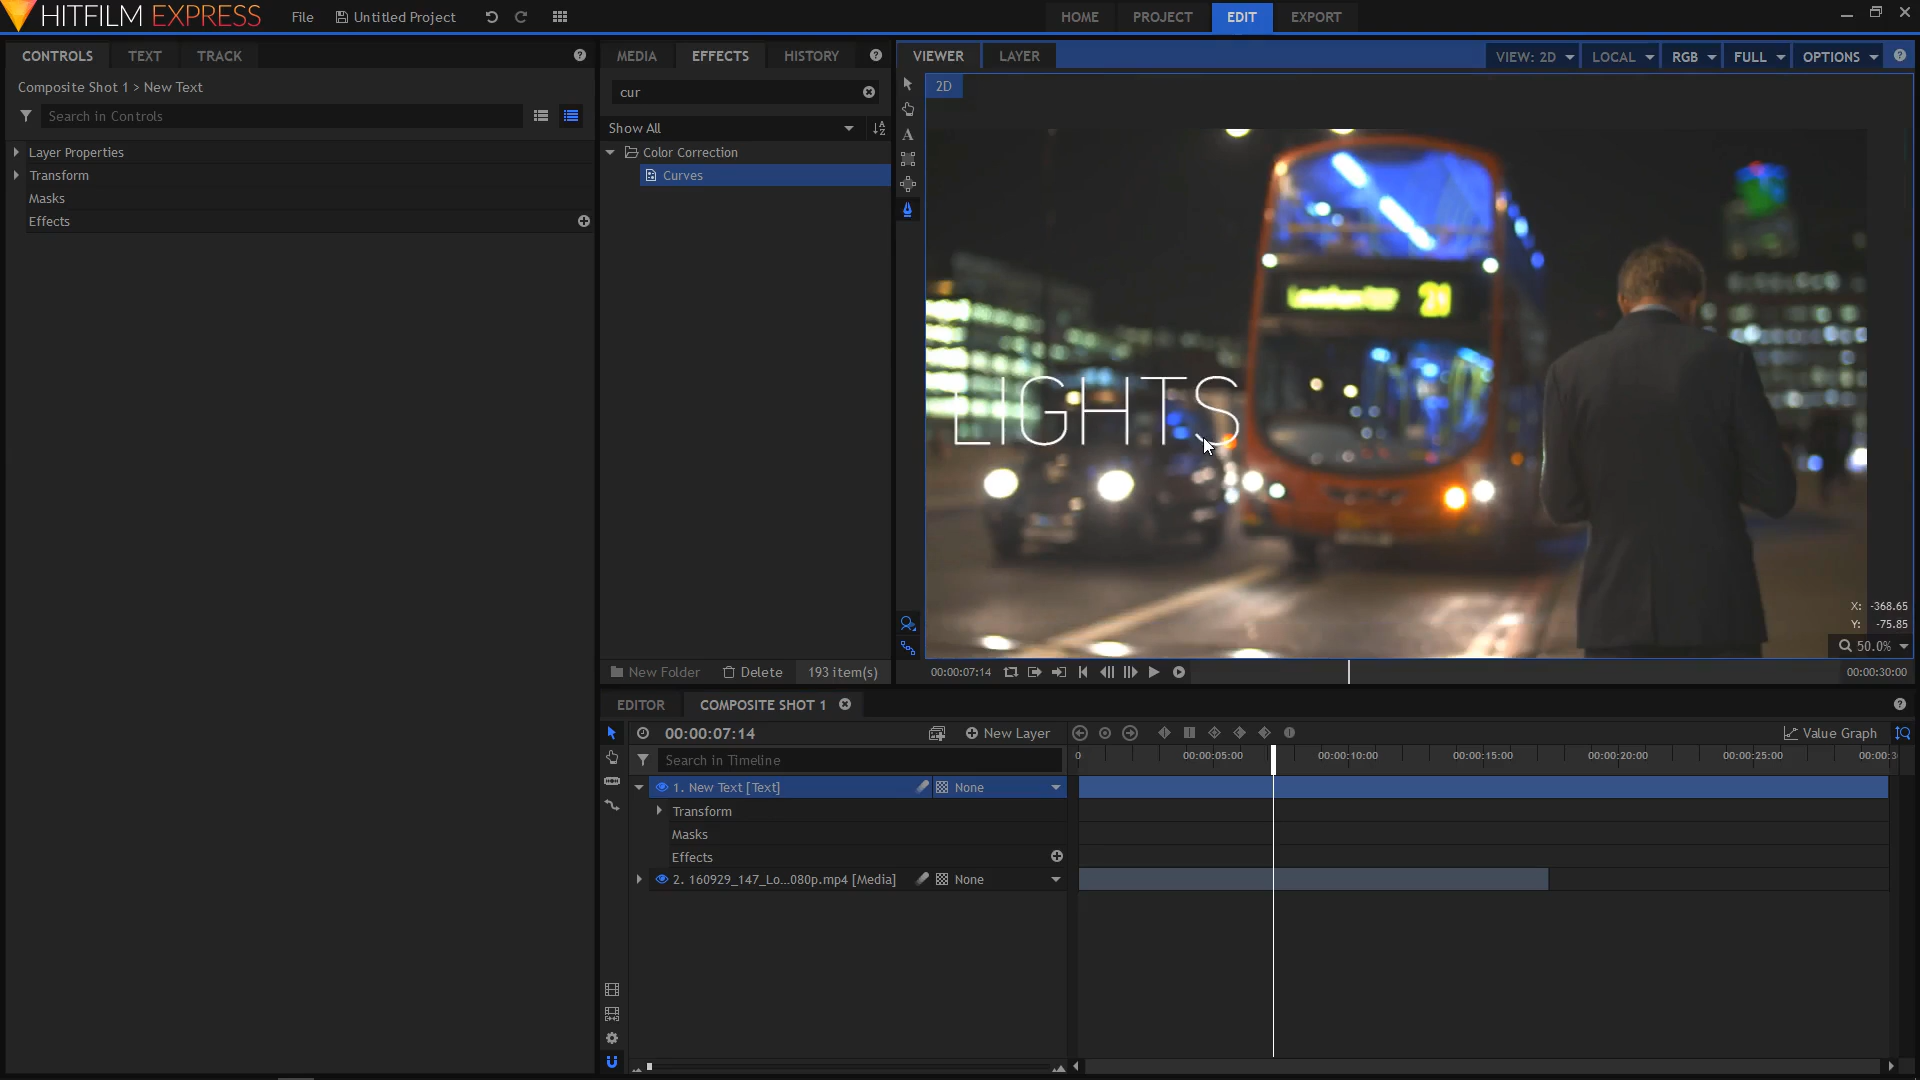 HITFILM EXPRESS
File
Untitled Project
HOME
PROJECT
EDIT
EXPORT
CONTROLS
TEXT
TRACK
Composite Shot 1 > New Text
Search in Controls
Layer Properties
Transform
Masks
Effects
MEDIA
EFFECTS
HISTORY
cur
Show All
Color Correction
Curves
New Folder
Delete
193 item(s)
VIEWER
LAYER
VIEW: 2D
LOCAL
RGB
FULL
OPTIONS
2D
21
LIGHTS
X: -368.65
Y: -75.85
50.0%
00:00:07:14
00:00:30:00
EDITOR
COMPOSITE SHOT 1
00:00:07:14
New Layer
Value Graph
Search in Timeline
0
00:00:05:00
00:00:10:00
00:00:15:00
00:00:20:00
00:00:25:00
00:00:3
1. New Text [Text]
None
Transform
Masks
Effects
2. 160929_147_Lo...080p.mp4 [Media]
None